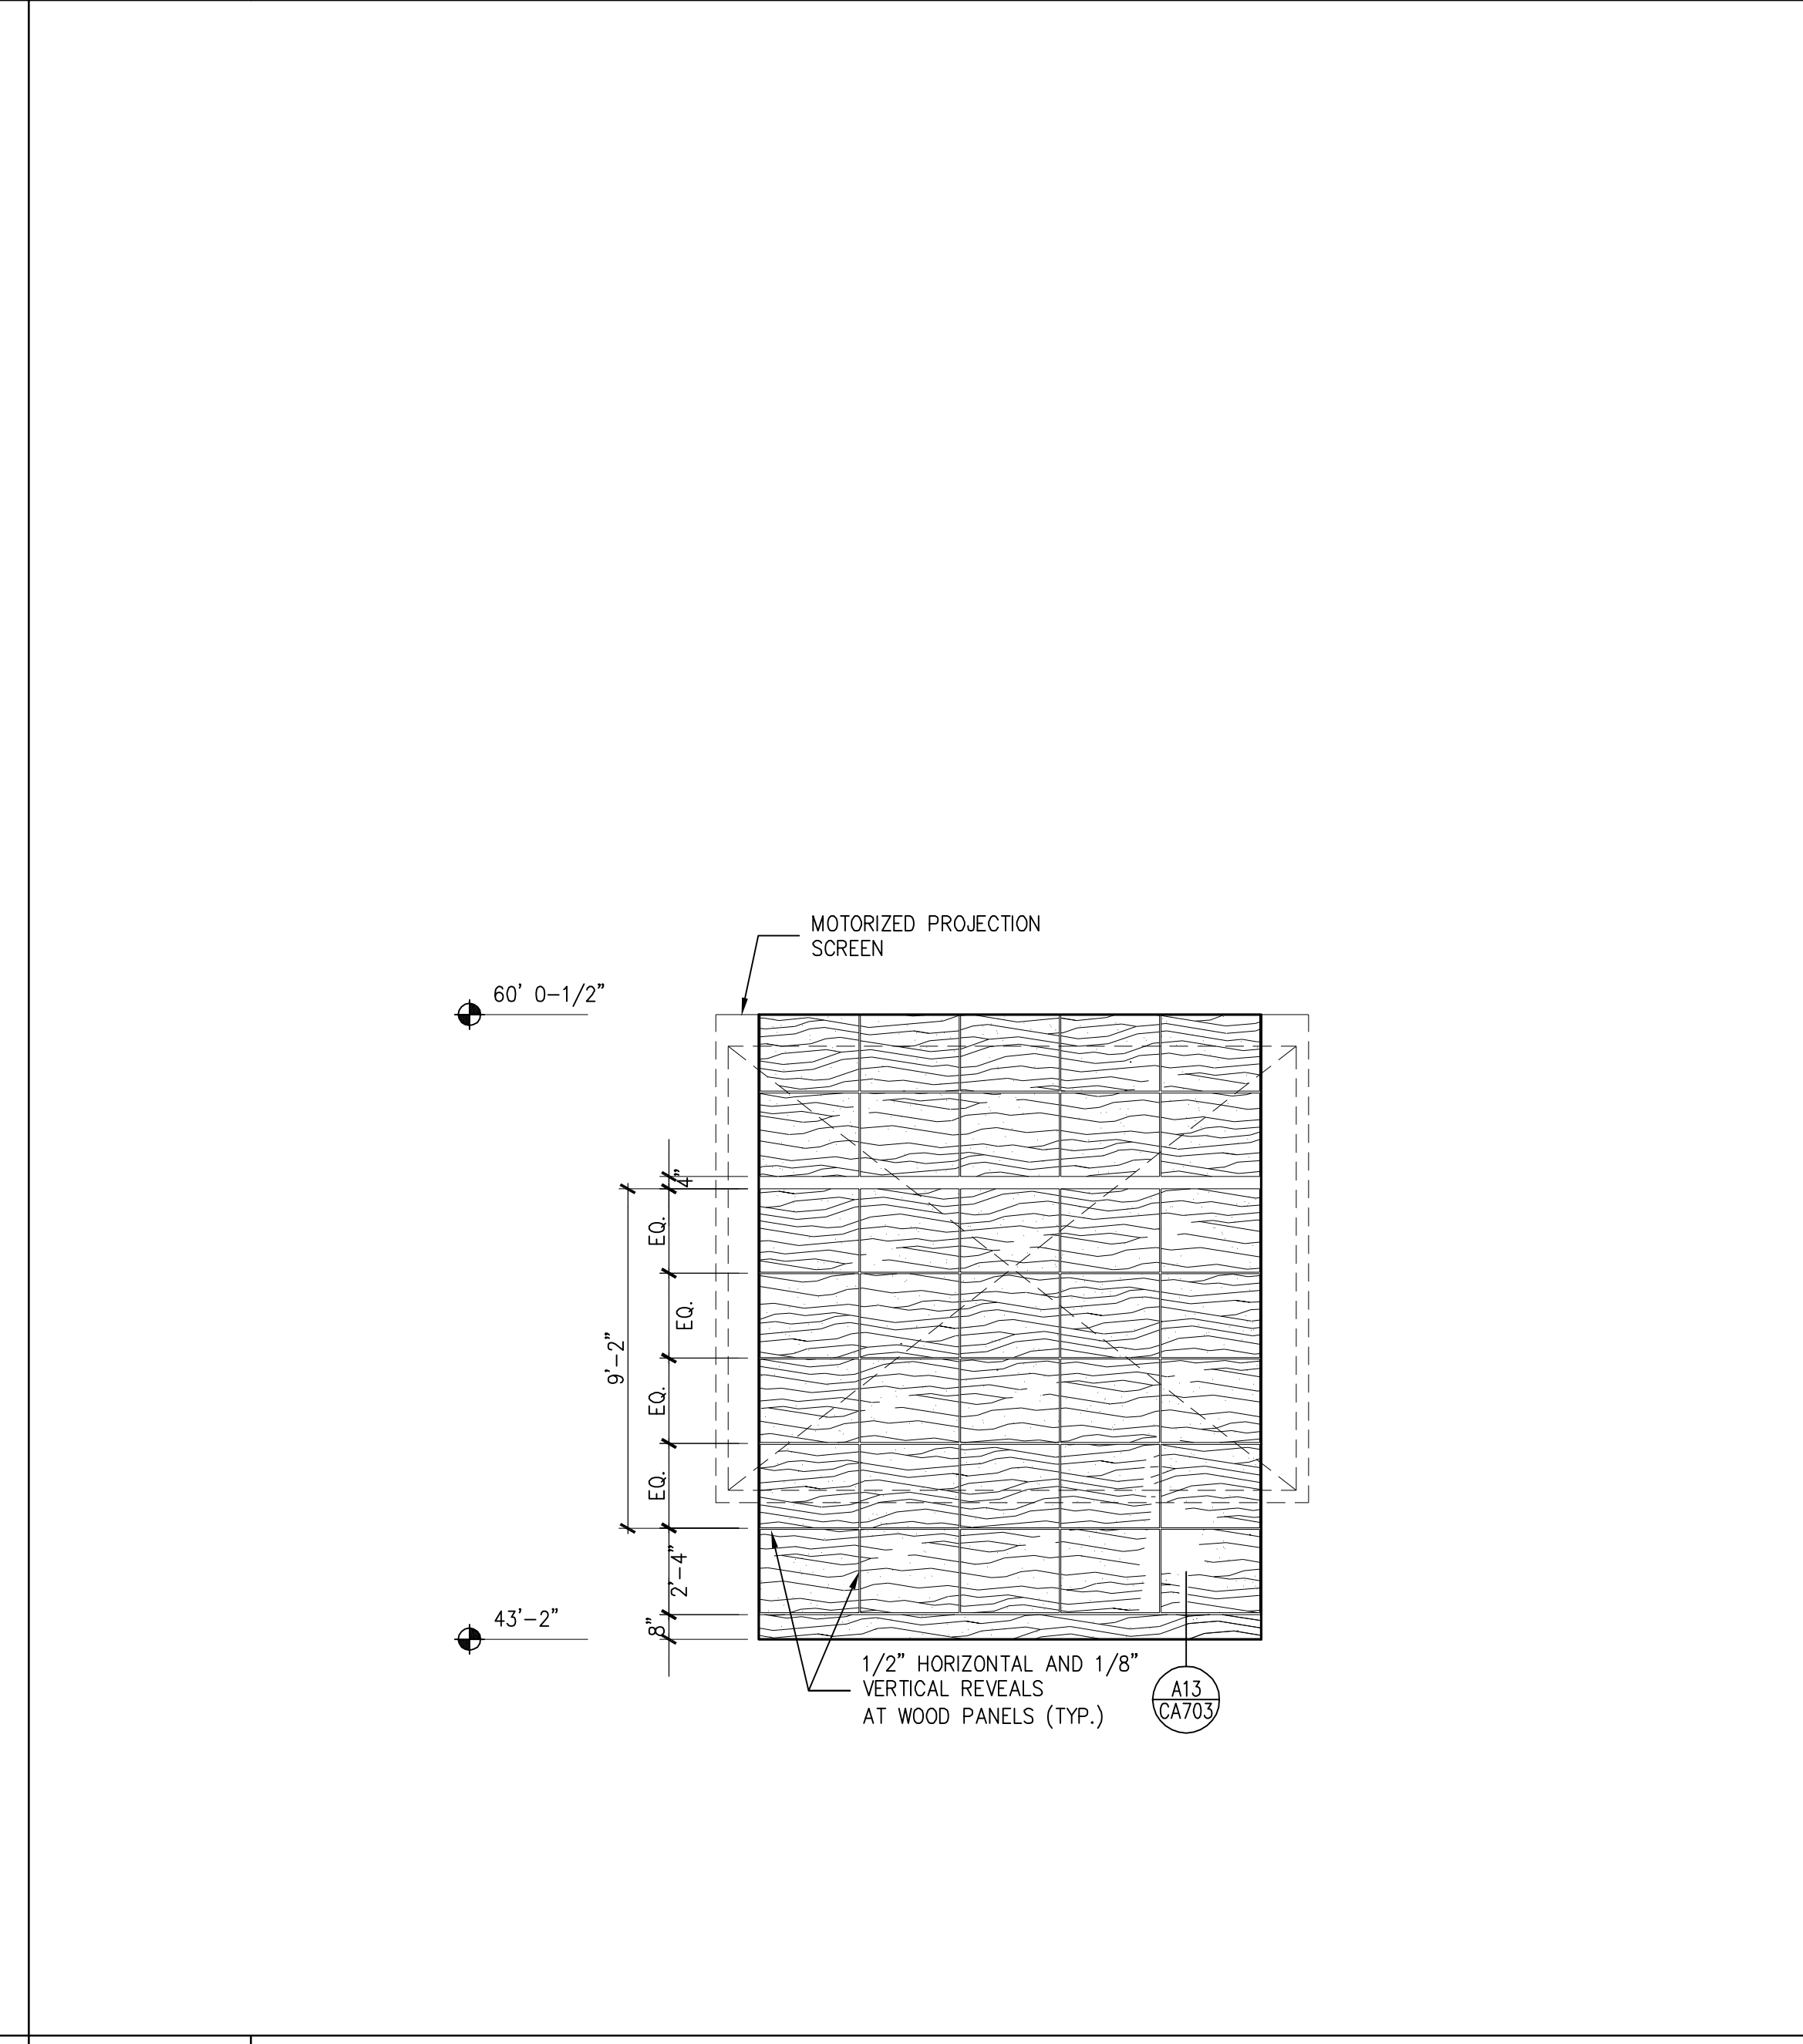 MOTORIZED PROJECTION
SCREEN
60' 0-1/2"
4"
EQ.
EQ.
9'-2"
EQ.
EQ.
2'-4"
8"
43'-2"
1/2" HORIZONTAL AND 1/8"
VERTICAL REVEALS
AT WOOD PANELS (TYP.)
A13
CA703